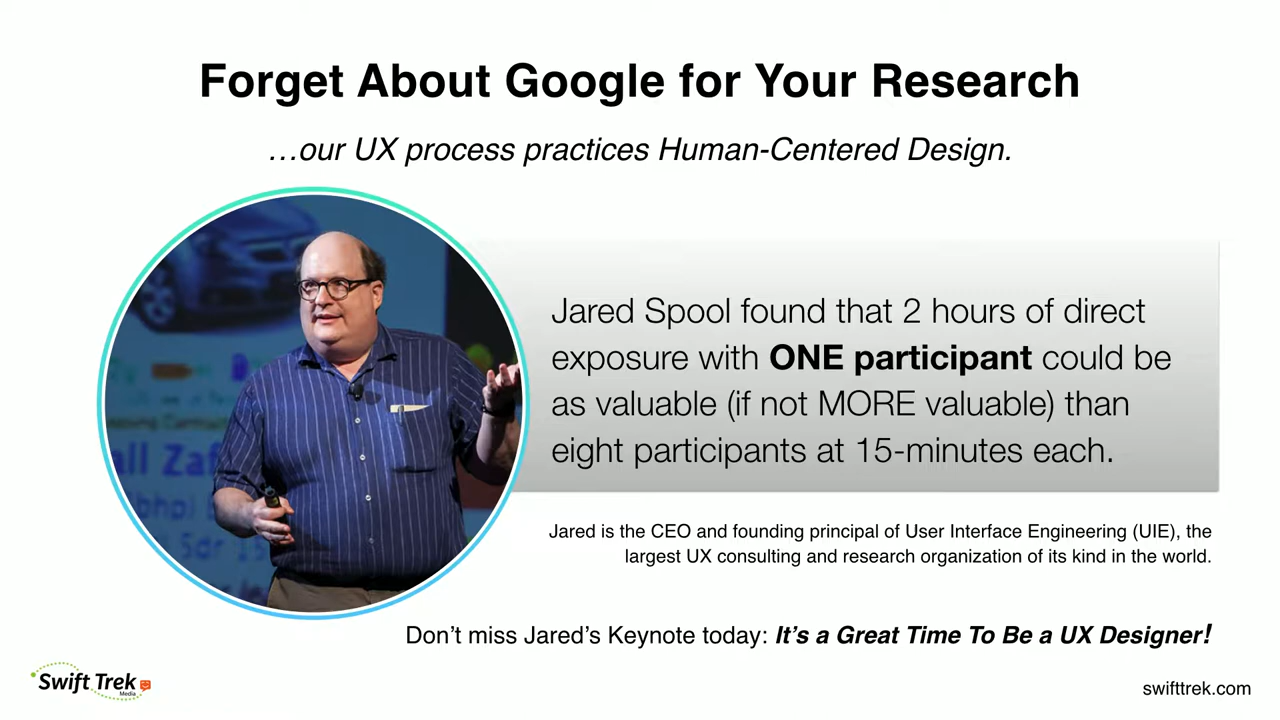 Forget About Google for Your Research
…our UX process practices Human-Centered Design.
Jared Spool found that 2 hours of direct
exposure with ONE participant could be
as valuable (if not MORE valuable) than
eight participants at 15-minutes each.
Jared is the CEO and founding principal of User Interface Engineering (UIE), the
largest UX consulting and research organization of its kind in the world.
Don’t miss Jared’s Keynote today: It’s a Great Time To Be a UX Designer!
Swift Trek
Media
swifttrek.com